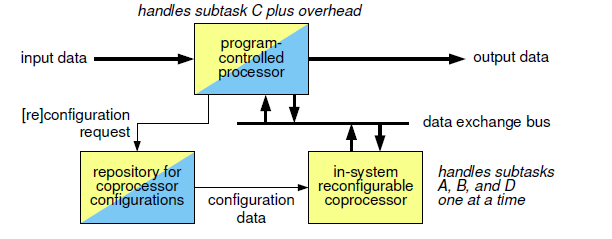 handles subtask C plus overhead
input data
program-
controlled
processor
output data
[re]configuration
request
data exchange bus
repository for
coprocessor
configurations
configuration
data
in-system
reconfigurable
coprocessor
handles subtasks
A, B, and D
one at a time